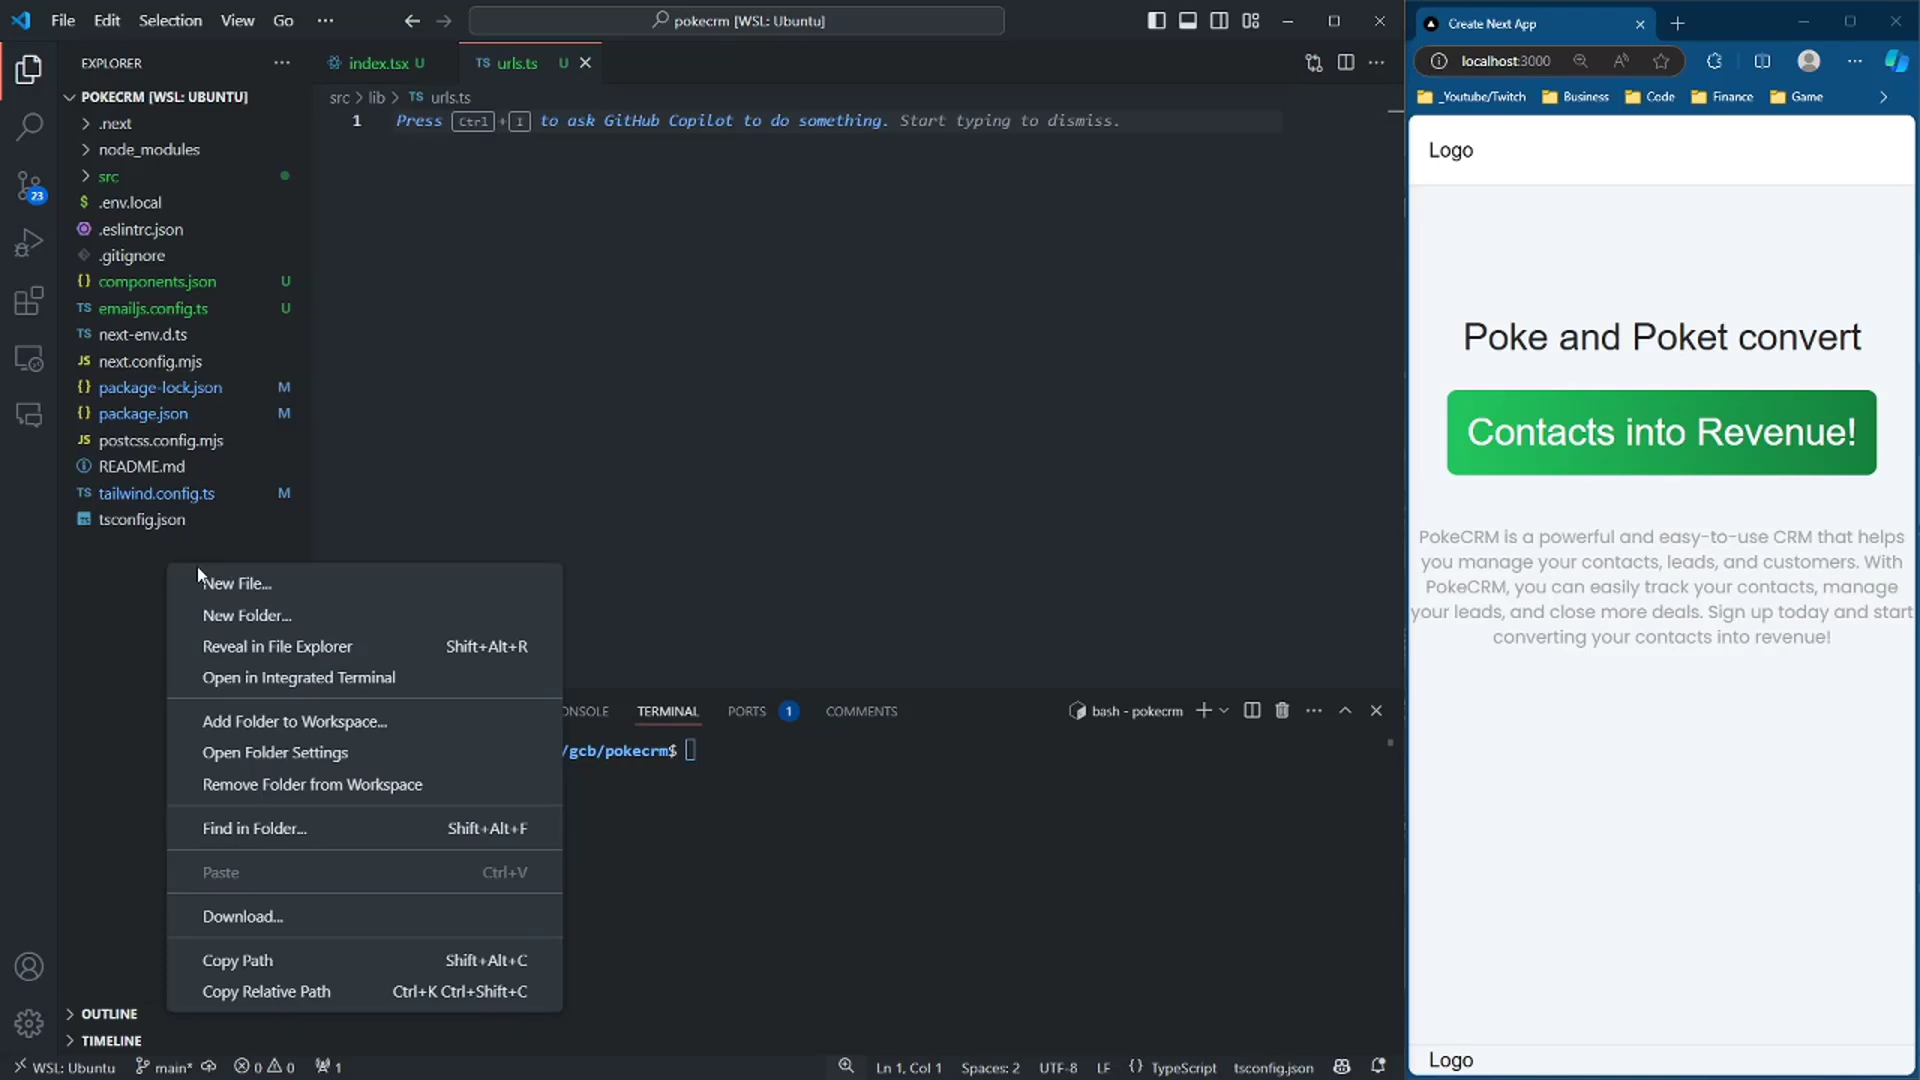 File Edit Selection View Go ···
pokecrm [WSL: Ubuntu]
EXPLORER ···
POKECRM [WSL: UBUNTU]
.next
node_modules
src
$ .env.local
.eslintrc.json
.gitignore
{} components.json U
TS emailjs.config.ts U
TS next-env.d.ts
JS next.config.mjs
{} package-lock.json M
{} package.json M
JS postcss.config.mjs
README.md
TS tailwind.config.ts M
tsconfig.json
23
index.tsx U
TS urls.ts U
src > lib > TS urls.ts
1 Press Ctrl + I to ask GitHub Copilot to do something. Start typing to dismiss.
New File...
New Folder...
Reveal in File Explorer Shift+Alt+R
Open in Integrated Terminal
Add Folder to Workspace...
Open Folder Settings
Remove Folder from Workspace
Find in Folder... Shift+Alt+F
Paste Ctrl+V
Download...
Copy Path Shift+Alt+C
Copy Relative Path Ctrl+K Ctrl+Shift+C
ONSOLE TERMINAL PORTS 1 COMMENTS
bash - pokecrm
/gcb/pokecrm$
OUTLINE
TIMELINE
WSL: Ubuntu main* 0 0 1
Ln 1, Col 1 Spaces: 2 UTF-8 LF {} TypeScript tsconfig.json
Create Next App
localhost:3000
_Youtube/Twitch Business Code Finance Game
Logo
Poke and Poket convert
Contacts into Revenue!
PokeCRM is a powerful and easy-to-use CRM that helps
you manage your contacts, leads, and customers. With
PokeCRM, you can easily track your contacts, manage
your leads, and close more deals. Sign up today and start
converting your contacts into revenue!
Logo